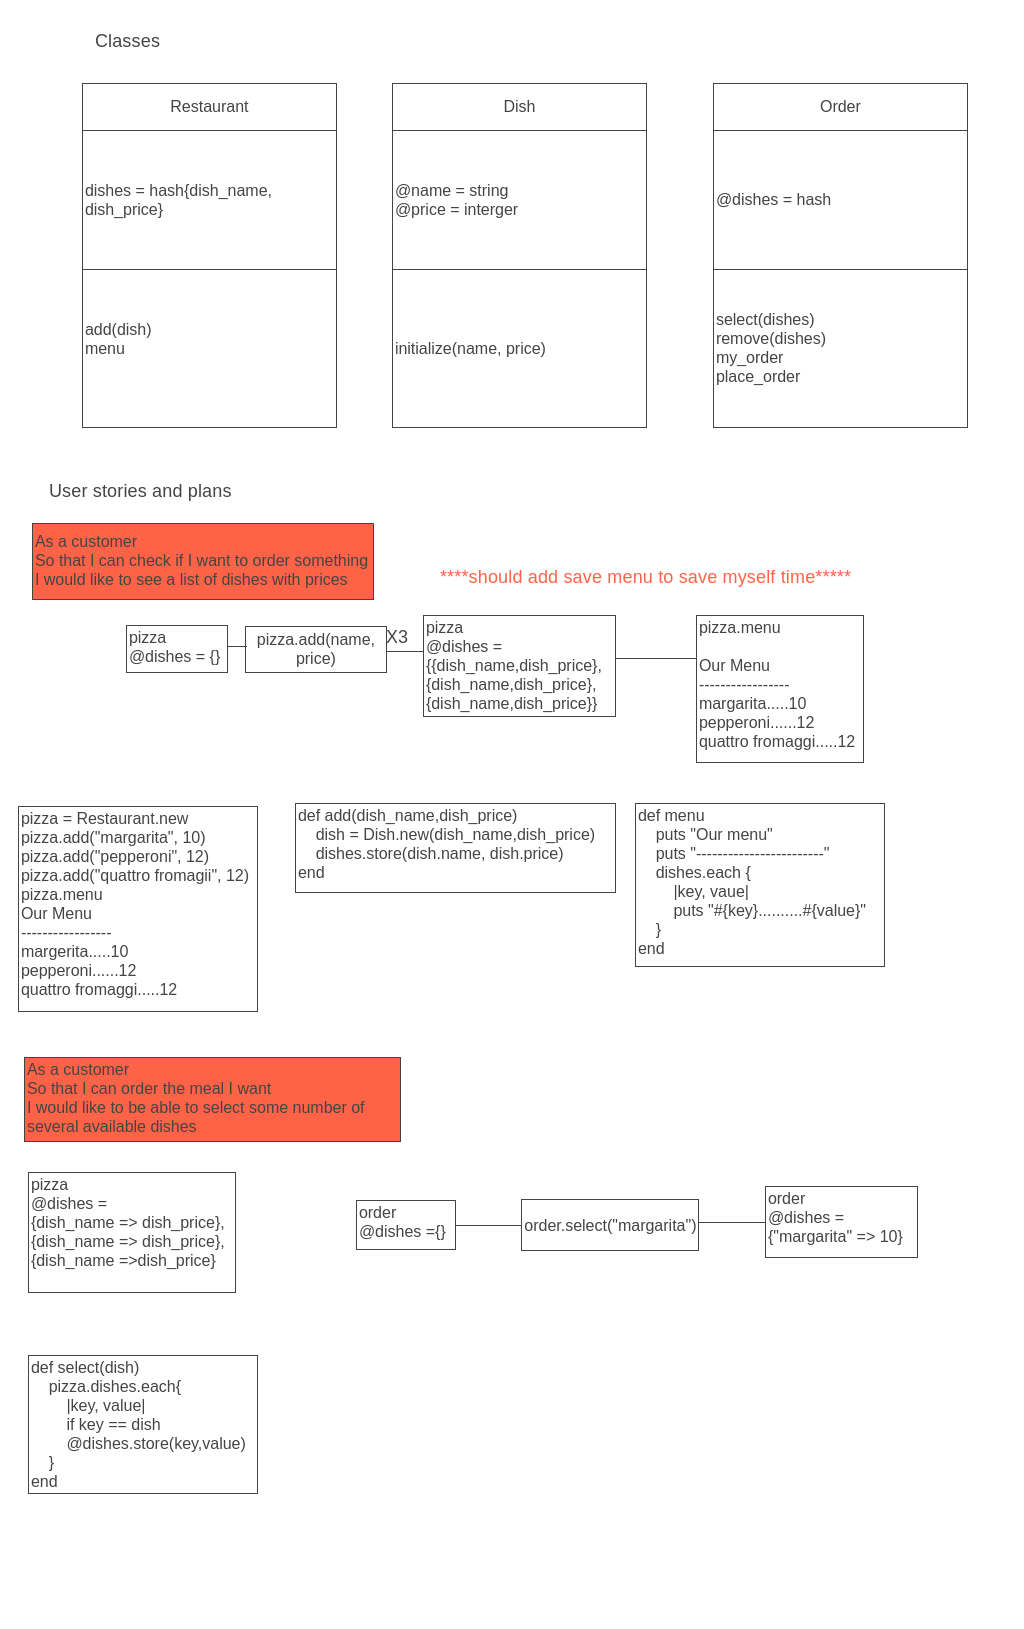 Classes
Restaurant
dishes = hash{dish_name,
dish_price}
add(dish)
menu
Dish
@name = string
@price = interger
initialize(name, price)
Order
@dishes = hash
select(dishes)
remove(dishes)
my_order
place_order
User stories and plans
As a customer
So that I can check if I want to order something
I would like to see a list of dishes with prices
****should add save menu to save myself time*****
pizza
@dishes = {}
pizza.add(name,
price)
X3
pizza
@dishes =
{{dish_name,dish_price},
{dish_name,dish_price},
{dish_name,dish_price}}
pizza.menu
Our Menu
-----------------
margarita.....10
pepperoni......12
quattro fromaggi.....12
pizza = Restaurant.new
pizza.add("margarita", 10)
pizza.add("pepperoni", 12)
pizza.add("quattro fromagii", 12)
pizza.menu
Our Menu
-----------------
margerita.....10
pepperoni......12
quattro fromaggi.....12
def add(dish_name,dish_price)
dish = Dish.new(dish_name,dish_price)
dishes.store(dish.name, dish.price)
end
def menu
puts "Our menu"
puts "------------------------"
dishes.each {
|key, vaue|
puts "#{key}..........#{value}"
}
end
As a customer
So that I can order the meal I want
I would like to be able to select some number of
several available dishes
pizza
@dishes =
{dish_name => dish_price},
{dish_name => dish_price},
{dish_name =>dish_price}
order
@dishes ={}
order.select("margarita")
order
@dishes =
{"margarita" => 10}
def select(dish)
pizza.dishes.each{
|key, value|
if key == dish
@dishes.store(key,value)
}
end